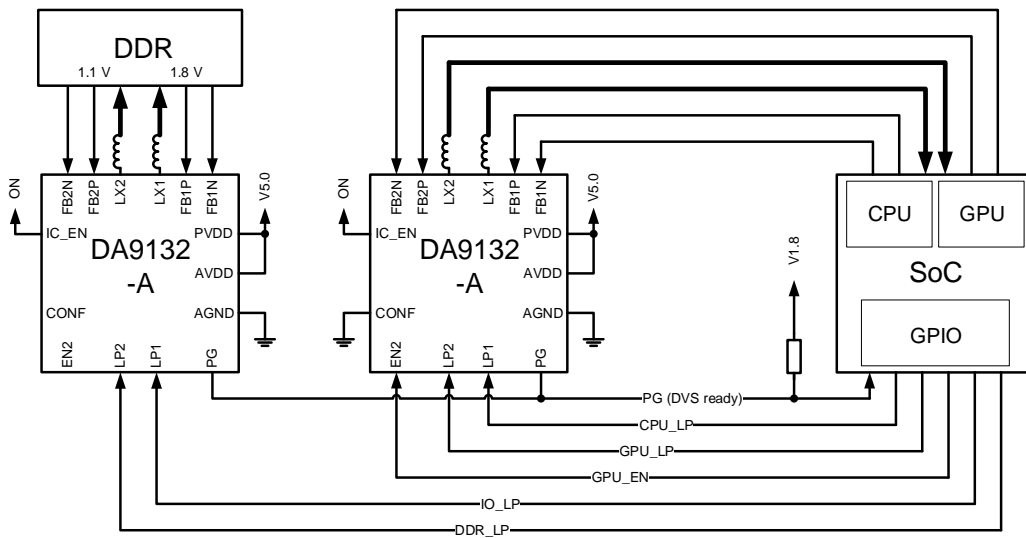 DDR
1.1 V 1.8 V
FB2N FB2P LX2 LX1 FB1P FB1N
ON
IC_EN
V5.0
PVDD
DA9132
-A
AVDD
CONF
AGND
EN2 LP2 LP1 PG
FB2N FB2P LX2 LX1 FB1P FB1N
ON
IC_EN
V5.0
PVDD
DA9132
-A
AVDD
CONF
AGND
EN2 LP2 LP1 PG
V1.8
CPU GPU
SoC
GPIO
PG (DVS ready)
CPU_LP
GPU_LP
GPU_EN
IO_LP
DDR_LP